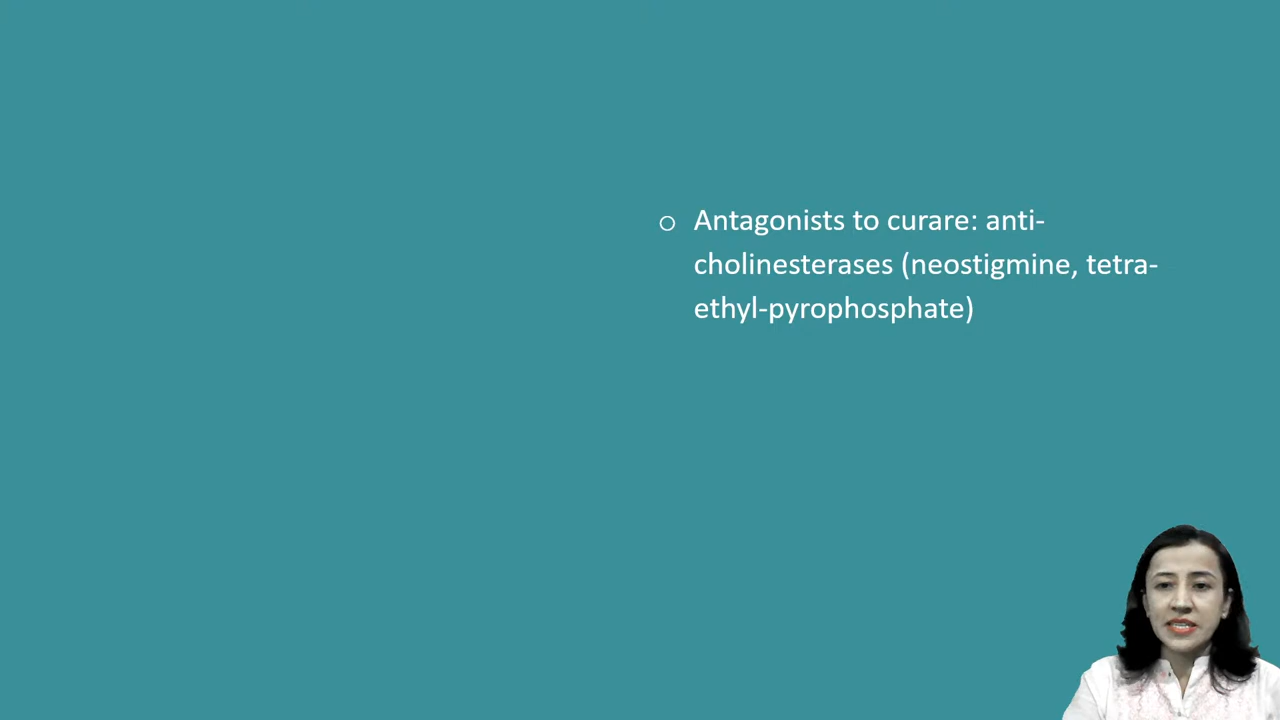 o Antagonists to curare: anti-
cholinesterases (neostigmine, tetra-
ethyl-pyrophosphate)